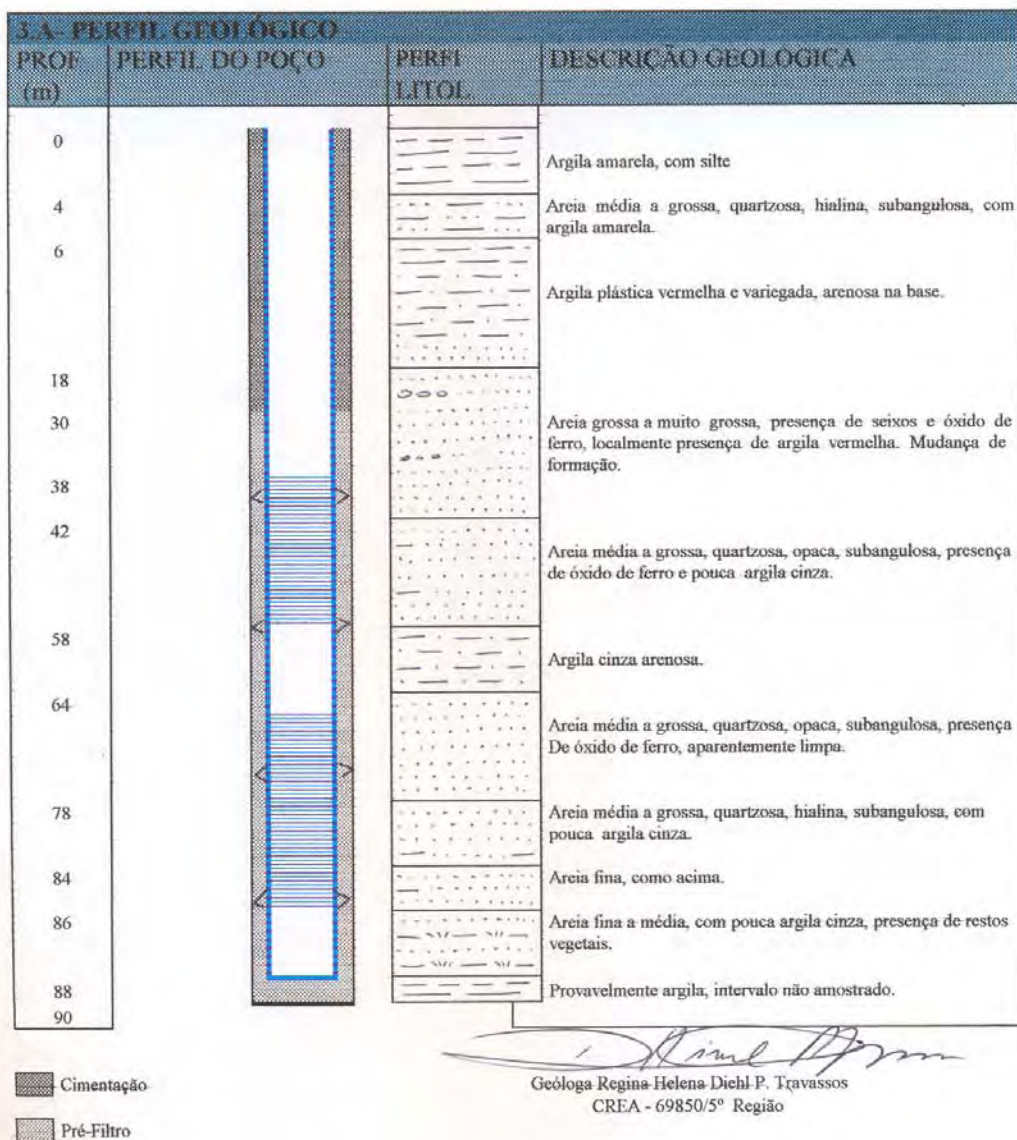 3.A- PERFIL GEOLÓGICO
PROF (m)
PERFIL DO POÇO
PERFI LITOL.
DESCRIÇÃO GEOLOGICA
0
Argila amarela, com silte
4
Areia média a grossa, quartzosa, hialina, subangulosa, com
argila amarela.
6
Argila plástica vermelha e variegada, arenosa na base.
18
30
Areia grossa a muito grossa, presença de seixos e óxido de
ferro, localmente presença de argila vermelha. Mudança de
formação.
38
42
Areia média a grossa, quartzosa, opaca, subangulosa, presença
de óxido de ferro e pouca argila cinza.
58
Argila cinza arenosa.
64
Areia média a grossa, quartzosa, opaca, subangulosa, presença
De óxido de ferro, aparentemente limpa.
78
Areia média a grossa, quartzosa, hialina, subangulosa, com
pouca argila cinza.
84
Areia fina, como acima.
86
Areia fina a média, com pouca argila cinza, presença de restos
vegetais.
88
Provavelmente argila, intervalo não amostrado.
90
Cimentação
Pré-Filtro
Geóloga Regina Helena Diehl P. Travassos
CREA - 69850/5º Região